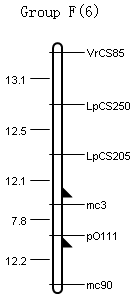 Group F(6)
VrCS85
13.1
LpCS250
12.5
LpCS205
12.1
mc3
7.8
pO111
12.2
mc90